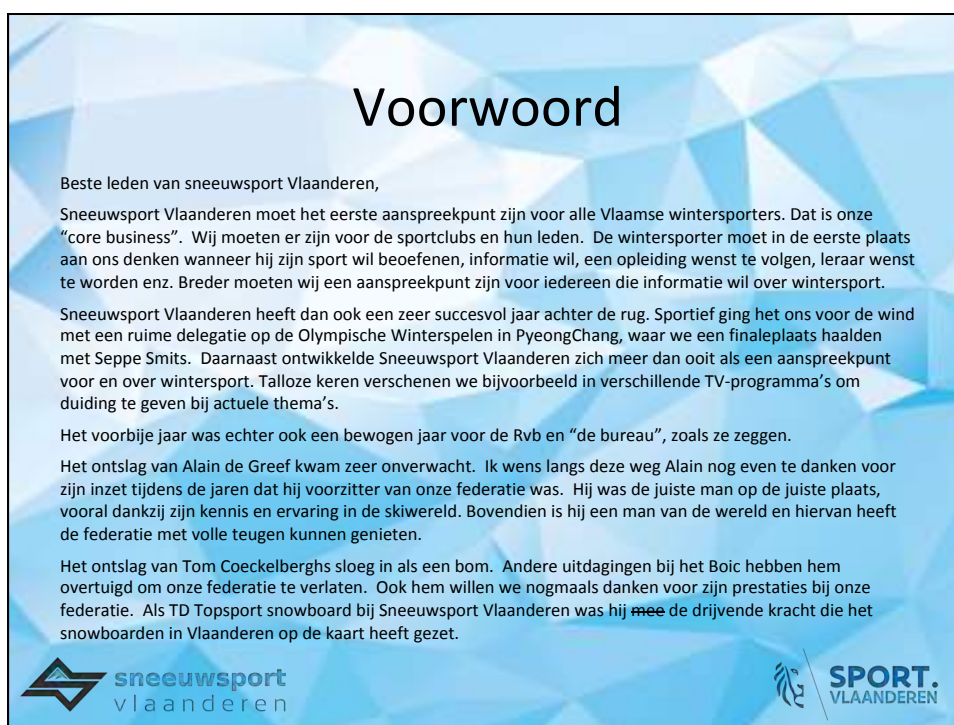 Voorwoord
Beste leden van sneeuwsport Vlaanderen,
Sneeuwsport Vlaanderen moet het eerste aanspreekpunt zijn voor alle Vlaamse wintersporters. Dat is onze
“core business”. Wij moeten er zijn voor de sportclubs en hun leden. De wintersporter moet in de eerste plaats
aan ons denken wanneer hij zijn sport wil beoefenen, informatie wil, een opleiding wenst te volgen, leraar wenst
te worden enz. Breder moeten wij een aanspreekpunt zijn voor iedereen die informatie wil over wintersport.
Sneeuwsport Vlaanderen heeft dan ook een zeer succesvol jaar achter de rug. Sportief ging het ons voor de wind
met een ruime delegatie op de Olympische Winterspelen in PyeongChang, waar we een finaleplaats haalden
met Seppe Smits. Daarnaast ontwikkelde Sneeuwsport Vlaanderen zich meer dan ooit als een aanspreekpunt
voor en over wintersport. Talloze keren verschenen we bijvoorbeeld in verschillende TV-programma’s om
duiding te geven bij actuele thema’s.
Het voorbije jaar was echter ook een bewogen jaar voor de Rvb en “de bureau”, zoals ze zeggen.
Het ontslag van Alain de Greef kwam zeer onverwacht. Ik wens langs deze weg Alain nog even te danken voor
zijn inzet tijdens de jaren dat hij voorzitter van onze federatie was. Hij was de juiste man op de juiste plaats,
vooral dankzij zijn kennis en ervaring in de skiwereld. Bovendien is hij een man van de wereld en hiervan heeft
de federatie met volle teugen kunnen genieten.
Het ontslag van Tom Coeckelberghs sloeg in als een bom. Andere uitdagingen bij het Boic hebben hem
overtuigd om onze federatie te verlaten. Ook hem willen we nogmaals danken voor zijn prestaties bij onze
federatie. Als TD Topsport snowboard bij Sneeuwsport Vlaanderen was hij mee de drijvende kracht die het
snowboarden in Vlaanderen op de kaart heeft gezet.
sneeuwsport
vlaanderen
SPORT.
VLAANDEREN